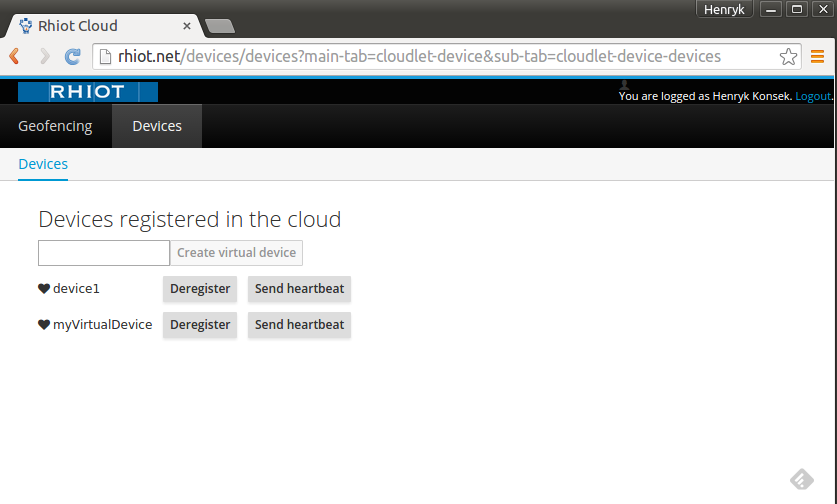 Henryk
Rhiot Cloud
rhiot.net/devices/devices?main-tab=cloudlet-device&sub-tab=cloudlet-device-devices
RHIOT
You are logged as Henryk Konsek. Logout.
Geofencing Devices
Devices
Devices registered in the cloud
Create virtual device
device1 Deregister Send heartbeat
myVirtualDevice Deregister Send heartbeat